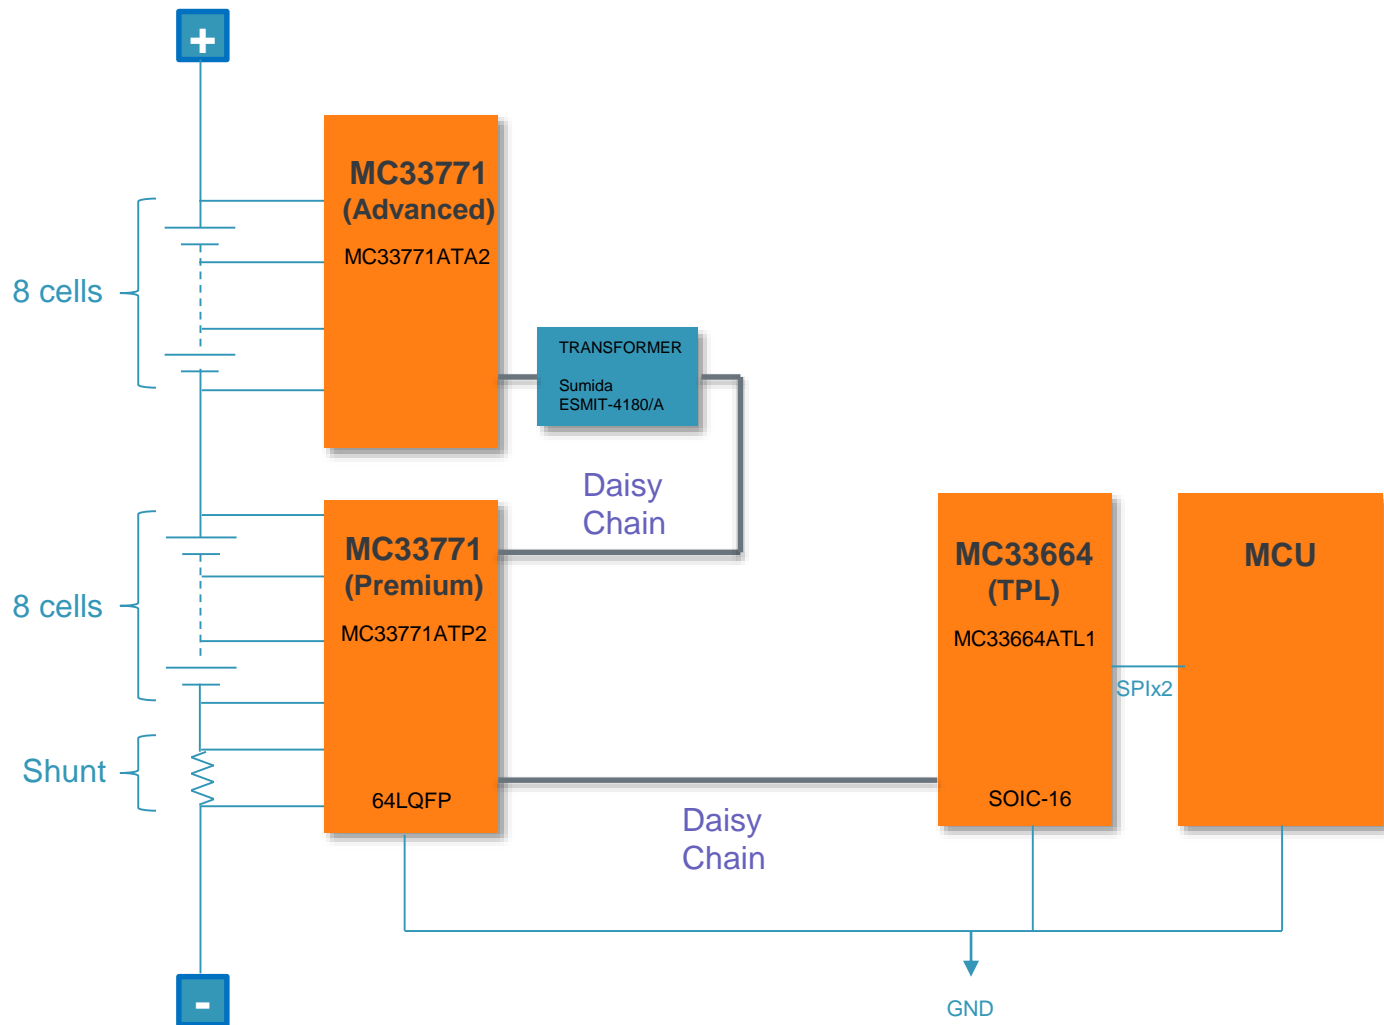 +
MC33771
(Advanced)
MC33771ATA2
8 cells
TRANSFORMER
Sumida
ESMIT-4180/A
Daisy
Chain
MC33771
(Premium)
MC33771ATP2
64LQFP
8 cells
Shunt
MC33664
(TPL)
MC33664ATL1
SOIC-16
SPIx2
MCU
Daisy
Chain
GND
-